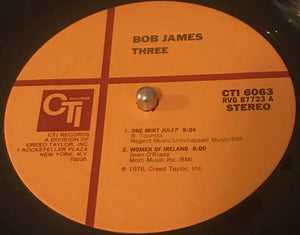 BOB JAMES
THREE
CTI RECORDS
CTI 6063
RVG 87723 A
STEREO
CTI RECORDS
A DIVISION OF
CREED TAYLOR, INC.
1 ROCKEFELLER PLAZA
NEW YORK, N.Y.
10020
1. ONE MINT JULEP 9:04
R. Toombs
Regent Music/Unichappell Music/BMI
2. WOMEN OF IRELAND 8:00
Sean O'Riada
Moth Music Inc./BMI
© 1976, Creed Taylor, Inc.